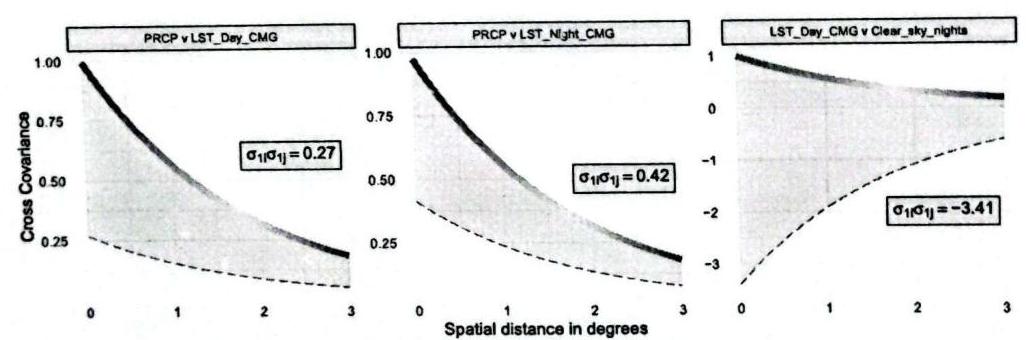 PRCP v LST_Day_CMG
PRCP v LST_Night_CMG
LST_Day_CMG v Clear_sky_nights
Cross Covariance
1.00
0.75
0.50
0.25
σ1iσ1j = 0.27
0 1 2 3
1.00
0.75
0.50
0.25
σ1iσ1j = 0.42
0 1 2 3
1
0
−1
−2
−3
σ1iσ1j = −3.41
0 1 2 3
Spatial distance in degrees